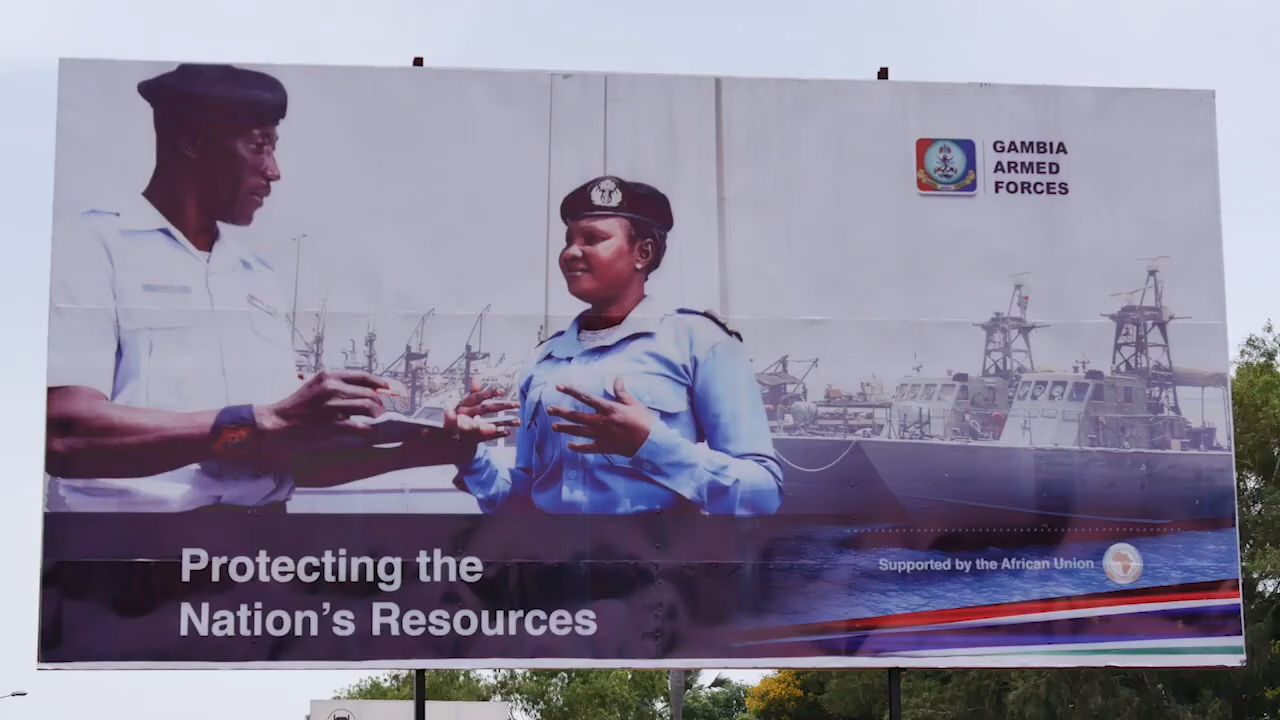 GAMBIA
ARMED
FORCES
Protecting the
Nation's Resources
Supported by the African Union